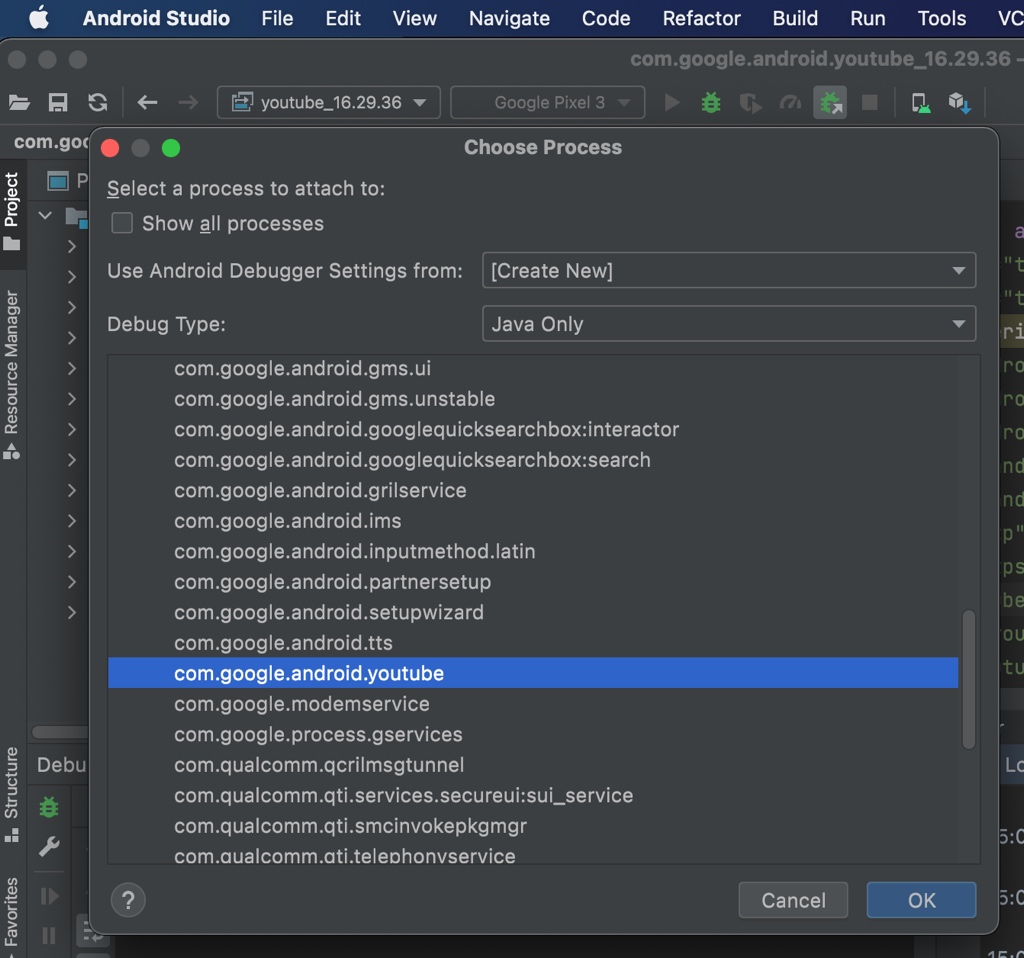 Android Studio File Edit View Navigate Code Refactor Build Run Tools VC
com.google.android.youtube_16.29.36 –
youtube_16.29.36 Google Pixel 3
com.goo
Choose Process
Project
P
Select a process to attach to:
Show all processes
Use Android Debugger Settings from: [Create New]
Debug Type: Java Only
Resource Manager
com.google.android.gms.ui
com.google.android.gms.unstable
com.google.android.googlequicksearchbox:interactor
com.google.android.googlequicksearchbox:search
com.google.android.grilservice
com.google.android.ims
com.google.android.inputmethod.latin
com.google.android.partnersetup
com.google.android.setupwizard
com.google.android.tts
com.google.android.youtube
com.google.modemservice
com.google.process.gservices
com.qualcomm.qcrilmsgtunnel
com.qualcomm.qti.services.secureui:sui_service
com.qualcomm.qti.smcinvokepkgmgr
com.qualcomm.qti.telephonyservice
Debu
Structure
Favorites
? Cancel OK